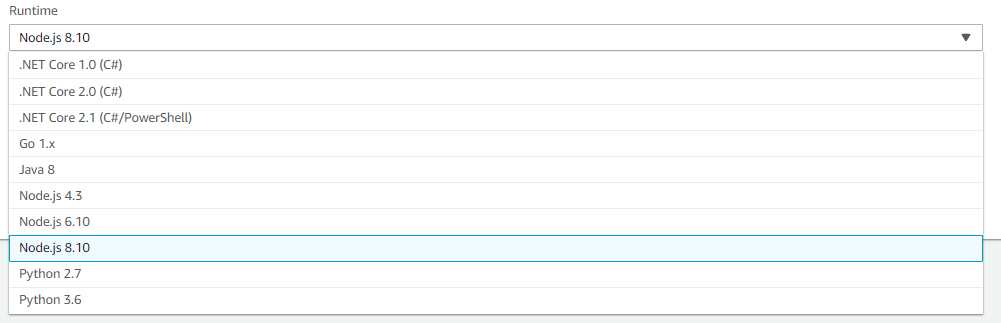 Runtime
Node.js 8.10
.NET Core 1.0 (C#)
.NET Core 2.0 (C#)
.NET Core 2.1 (C#/PowerShell)
Go 1.x
Java 8
Node.js 4.3
Node.js 6.10
Node.js 8.10
Python 2.7
Python 3.6